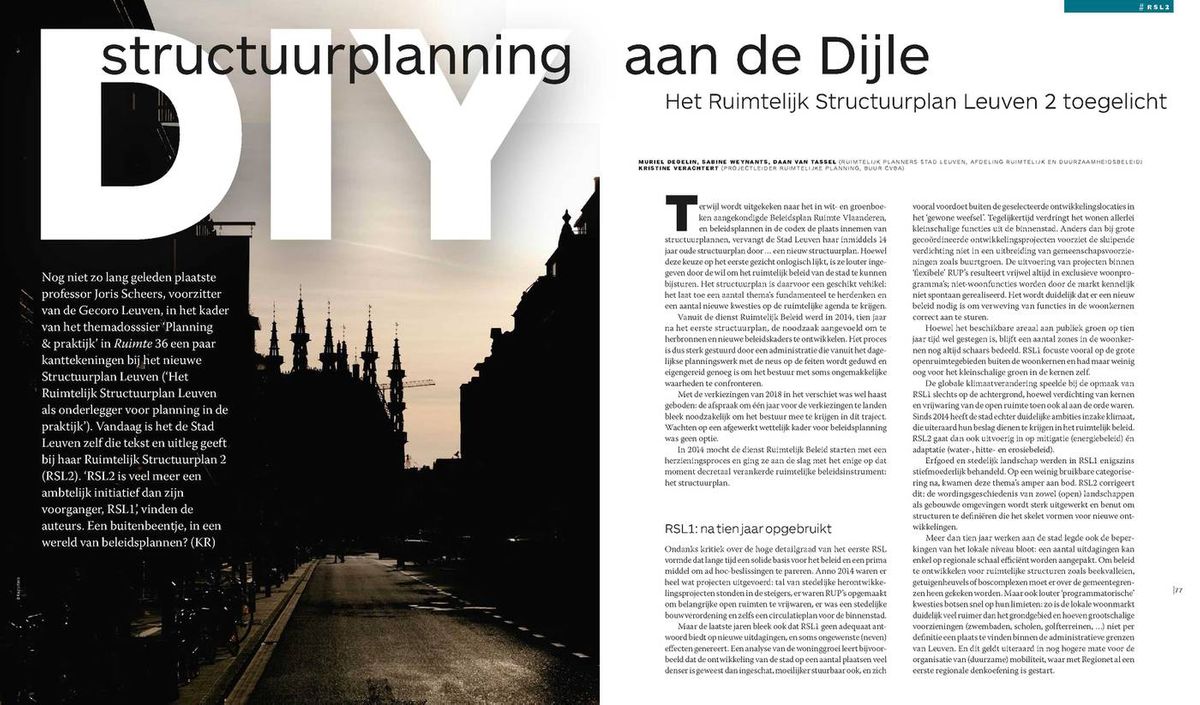 # RSL2
structuurplanning aan de Dijle
DIY
Het Ruimtelijk Structuurplan Leuven 2 toegelicht
Nog niet zo lang geleden plaatste
professor Joris Scheers, voorzitter
van de Gecoro Leuven, in het kader
van het themadosssier ‘Planning
& praktijk’ in Ruimte 36 een paar
kanttekeningen bij het nieuwe
Structuurplan Leuven (‘Het
Ruimtelijk Structuurplan Leuven
als onderlegger voor planning in de
praktijk’). Vandaag is het de Stad
Leuven zelf die tekst en uitleg geeft
bij haar Ruimtelijk Structuurplan 2
(RSL2). ‘RSL2 is veel meer een
ambtelijk initiatief dan zijn
voorganger, RSL1’, vinden de
auteurs. Een buitenbeentje, in een
wereld van beleidsplannen? (KR)
MURIEL DEGELIN, SABINE WEYNANTS, DAAN VAN TASSEL (RUIMTELIJK PLANNERS STAD LEUVEN, AFDELING RUIMTELIJK EN DUURZAAMHEIDSBELEID)
KRISTINE VERACHTERT (PROJECTLEIDER RUIMTELIJKE PLANNING, BUUR CVBA)
Terwijl wordt uitgekeken naar het in wit- en groenboe-
ken aangekondigde Beleidsplan Ruimte Vlaanderen,
en beleidsplannen in de codex de plaats innemen van
structuurplannen, vervangt de Stad Leuven haar inmiddels 14
jaar oude structuurplan door … een nieuw structuurplan. Hoewel
deze keuze op het eerste gezicht onlogisch lijkt, is ze louter inge-
geven door de wil om het ruimtelijk beleid van de stad te kunnen
bijsturen. Het structuurplan is daarvoor een geschikt vehikel:
het laat toe een aantal thema’s fundamenteel te herdenken en
een aantal nieuwe kwesties op de ruimtelijke agenda te krijgen.
Vanuit de dienst Ruimtelijk Beleid werd in 2014, tien jaar
na het eerste structuurplan, de noodzaak aangevoeld om te
herbronnen en nieuwe beleidskaders te ontwikkelen. Het proces
is dus sterk gestuurd door een administratie die vanuit het dage-
lijkse planningswerk met de neus op de feiten wordt geduwd en
eigengereid genoeg is om het bestuur met soms ongemakkelijke
waarheden te confronteren.
Met de verkiezingen van 2018 in het verschiet was wel haast
geboden: de afspraak om één jaar voor de verkiezingen te landen
bleek noodzakelijk om het bestuur mee te krijgen in dit traject.
Wachten op een afgewerkt wettelijk kader voor beleidsplanning
was geen optie.
In 2014 mocht de dienst Ruimtelijk Beleid starten met een
herzieningsproces en ging ze aan de slag met het enige op dat
moment decretaal verankerde ruimtelijke beleidsinstrument:
het structuurplan.
RSL1: na tien jaar opgebruikt
Ondanks kritiek over de hoge detailgraad van het eerste RSL
vormde dat lange tijd een solide basis voor het beleid en een prima
middel om ad hoc-beslissingen te pareren. Anno 2014 waren er
heel wat projecten uitgevoerd: tal van stedelijke herontwikke-
lingsprojecten stonden in de steigers, er waren RUP’s opgemaakt
om belangrijke open ruimten te vrijwaren, er was een stedelijke
bouwverordening en zelfs een circulatieplan voor de binnenstad.
Maar de laatste jaren bleek ook dat RSL1 geen adequaat ant-
woord biedt op nieuwe uitdagingen, en soms ongewenste (neven)
effecten genereert. Een analyse van de woninggroei leert bijvoor-
beeld dat de ontwikkeling van de stad op een aantal plaatsen veel
denser is geweest dan ingeschat, moeilijker stuurbaar ook, en zich
vooral voordoet buiten de geselecteerde ontwikkelingslocaties in
het ‘gewone weefsel’. Tegelijkertijd verdringt het wonen allerlei
kleinschalige functies uit de binnenstad. Anders dan bij grote
gecoördineerde ontwikkelingsprojecten voorziet de sluipende
verdichting niet in een uitbreiding van gemeenschapsvoorzie-
ningen zoals buurtgroen. De uitvoering van projecten binnen
‘flexibele’ RUP’s resulteert vrijwel altijd in exclusieve woonpro-
gramma’s; niet-woonfuncties worden door de markt kennelijk
niet spontaan gerealiseerd. Het wordt duidelijk dat er een nieuw
beleid nodig is om verweving van functies in de woonkernen
correct aan te sturen.
Hoewel het beschikbare areaal aan publiek groen op tien
jaar tijd wel gestegen is, blijft een aantal zones in de woonker-
nen nog altijd schaars bedeeld. RSL1 focuste vooral op de grote
openruimtegebieden buiten de woonkernen en had maar weinig
oog voor het kleinschalige groen in de kernen zelf.
De globale klimaatverandering speelde bij de opmaak van
RSL1 slechts op de achtergrond, hoewel verdichting van kernen
en vrijwaring van de open ruimte toen ook al aan de orde waren.
Sinds 2014 heeft de stad echter duidelijke ambities inzake klimaat,
die uiteraard hun beslag dienen te krijgen in het ruimtelijk beleid.
RSL2 gaat dan ook uitvoerig in op mitigatie (energiebeleid) én
adaptatie (water-, hitte- en erosiebeleid).
Erfgoed en stedelijk landschap werden in RSL1 enigszins
stiefmoederlijk behandeld. Op een weinig bruikbare categorise-
ring na, kwamen deze thema’s amper aan bod. RSL2 corrigeert
dit: de wordingsgeschiedenis van zowel (open) landschappen
als gebouwde omgevingen wordt sterk uitgewerkt en benut om
structuren te definiëren die het skelet vormen voor nieuwe ont-
wikkelingen.
Meer dan tien jaar werken aan de stad legde ook de beper-
kingen van het lokale niveau bloot: een aantal uitdagingen kan
enkel op regionale schaal efficiënt worden aangepakt. Om beleid
te ontwikkelen voor ruimtelijke structuren zoals beekvalleien,
getuigenheuvels of boscomplexen moet er over de gemeentegren-
zen heen gekeken worden. Maar ook louter ‘programmatorische’
kwesties botsen snel op hun limieten: zo is de lokale woonmarkt
duidelijk veel ruimer dan het grondgebied en hoeven grootschalige
voorzieningen (zwembaden, scholen, golfterreinen, …) niet per
definitie een plaats te vinden binnen de administratieve grenzen
van Leuven. En dit geldt uiteraard in nog hogere mate voor de
organisatie van (duurzame) mobiliteit, waar met Regionet al een
eerste regionale denkoefening is gestart.
|77